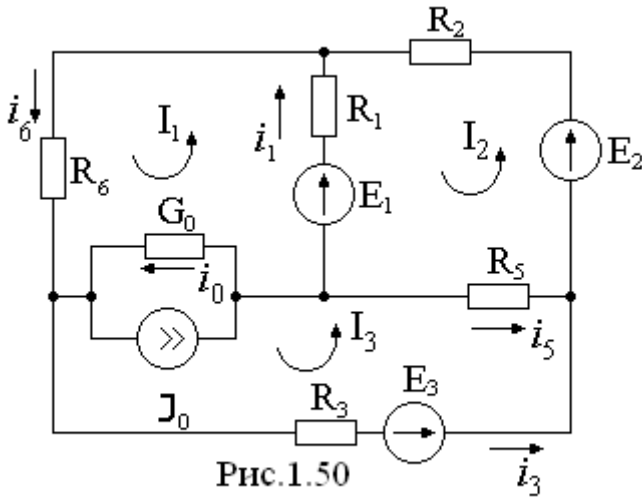 R₂
i₆
R₁
I₁
i₁
I₂
E₂
R₆
E₁
G₀
i₀
R₅
I₃
i₅
J₀
R₃
E₃
i₃
Рис.1.50